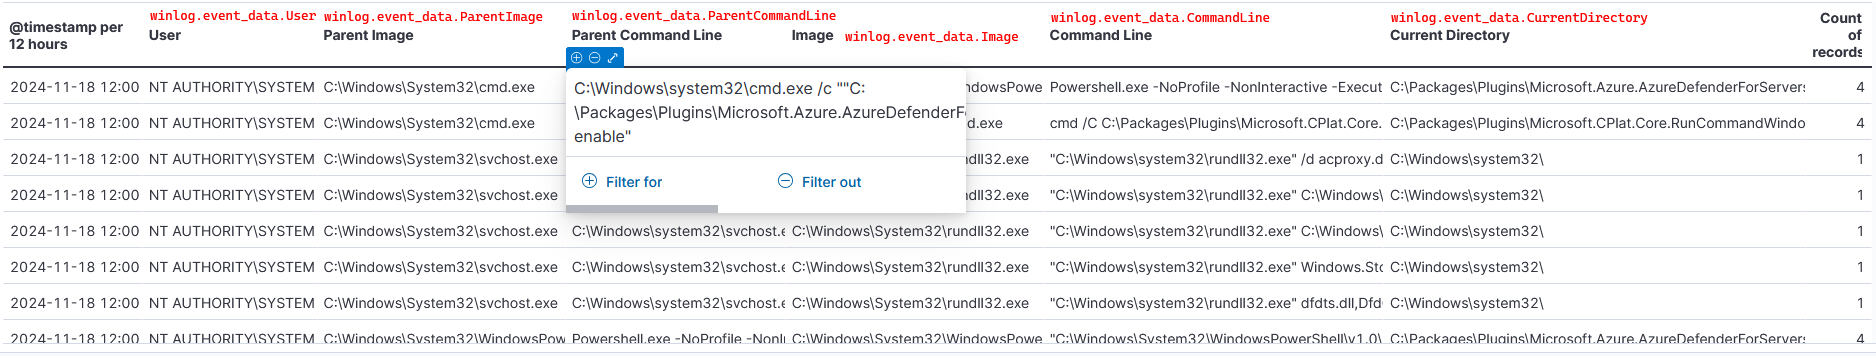 winlog.event_data.User winlog.event_data.ParentImage winlog.event_data.ParentCommandLine winlog.event_data.CommandLine winlog.event_data.CurrentDirectory
@timestamp per 12 hours User Parent Image Parent Command Line Image winlog.event_data.Image Command Line Current Directory Count of records
2024-11-18 12:00 NT AUTHORITY\SYSTEM C:\Windows\system32\cmd.exe ndowsPowe Powershell.exe -NoProfile -NonInteractive -Execut C:\Packages\Plugins\Microsoft.Azure.AzureDefenderForServers 4
C:\Windows\system32\cmd.exe /c ""C:
\Packages\Plugins\Microsoft.Azure.AzureDefenderFo
enable"
Filter for Filter out
2024-11-18 12:00 NT AUTHORITY\SYSTEM C:\Windows\system32\cmd.exe d.exe cmd /C C:\Packages\Plugins\Microsoft.CPlat.Core. C:\Packages\Plugins\Microsoft.CPlat.Core.RunCommandWindo 4
2024-11-18 12:00 NT AUTHORITY\SYSTEM C:\Windows\System32\svchost.exe ndll32.exe "C:\Windows\system32\rundll32.exe" /d acproxy.d C:\Windows\system32\ 1
2024-11-18 12:00 NT AUTHORITY\SYSTEM C:\Windows\System32\svchost.exe ndll32.exe "C:\Windows\system32\rundll32.exe" C:\Windows\ C:\Windows\system32\ 1
2024-11-18 12:00 NT AUTHORITY\SYSTEM C:\Windows\System32\svchost.exe C:\Windows\system32\svchost.e C:\Windows\System32\rundll32.exe "C:\Windows\system32\rundll32.exe" C:\Windows\ C:\Windows\system32\ 1
2024-11-18 12:00 NT AUTHORITY\SYSTEM C:\Windows\System32\svchost.exe C:\Windows\system32\svchost.e C:\Windows\System32\rundll32.exe "C:\Windows\system32\rundll32.exe" Windows.Sto C:\Windows\system32\ 1
2024-11-18 12:00 NT AUTHORITY\SYSTEM C:\Windows\System32\svchost.exe C:\Windows\system32\svchost.e C:\Windows\System32\rundll32.exe "C:\Windows\system32\rundll32.exe" dfdts.dll,Dfd C:\Windows\system32\ 1
2024-11-18 12:00 NT AUTHORITY\SYSTEM C:\Windows\System32\WindowsPow Powershell.exe -NoProfile -NonI C:\Windows\System32\WindowsPowe "C:\Windows\System32\WindowsPowerShell\v1.0\ C:\Packages\Plugins\Microsoft.Azure.AzureDefenderForServers 4